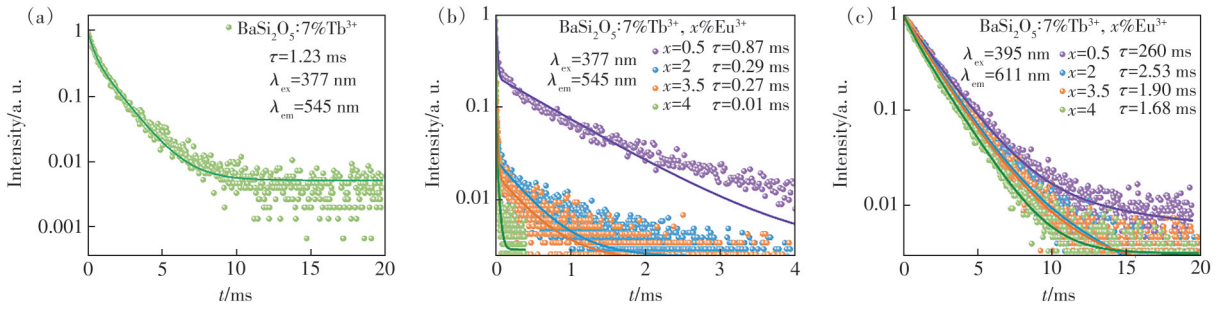 (a)
BaSi₂O₅:7%Tb³⁺
τ=1.23 ms
λex=377 nm
λem=545 nm
Intensity/a. u.
1
0.1
0.01
0.001
0 5 10 15 20
t/ms
(b)
BaSi₂O₅:7%Tb³⁺, x%Eu³⁺
λex=377 nm
λem=545 nm
x=0.5 τ=0.87 ms
x=2 τ=0.29 ms
x=3.5 τ=0.27 ms
x=4 τ=0.01 ms
Intensity/a. u.
1
0.1
0.01
0 1 2 3 4
t/ms
(c)
BaSi₂O₅:7%Tb³⁺, x%Eu³⁺
λex=395 nm
λem=611 nm
x=0.5 τ=260 ms
x=2 τ=2.53 ms
x=3.5 τ=1.90 ms
x=4 τ=1.68 ms
Intensity/a. u.
1
0.1
0.01
0 5 10 15 20
t/ms